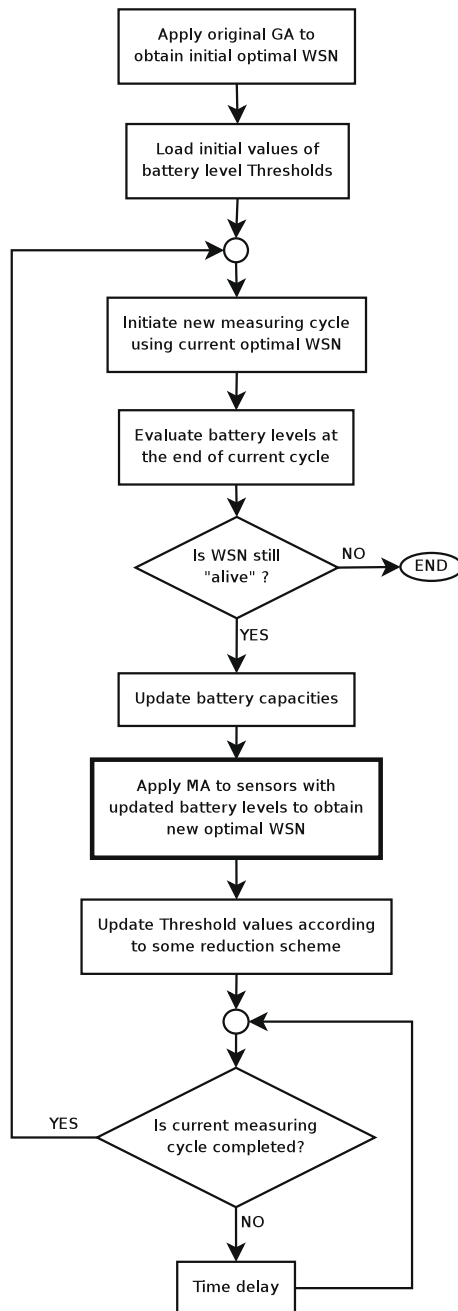 Apply original GA to
obtain initial optimal WSN
Load initial values of
battery level Thresholds
Initiate new measuring cycle
using current optimal WSN
Evaluate battery levels at
the end of current cycle
Is WSN still
"alive" ?
NO
END
YES
Update battery capacities
Apply MA to sensors with
updated battery levels to obtain
new optimal WSN
Update Threshold values according
to some reduction scheme
Is current measuring
cycle completed?
YES
NO
Time delay